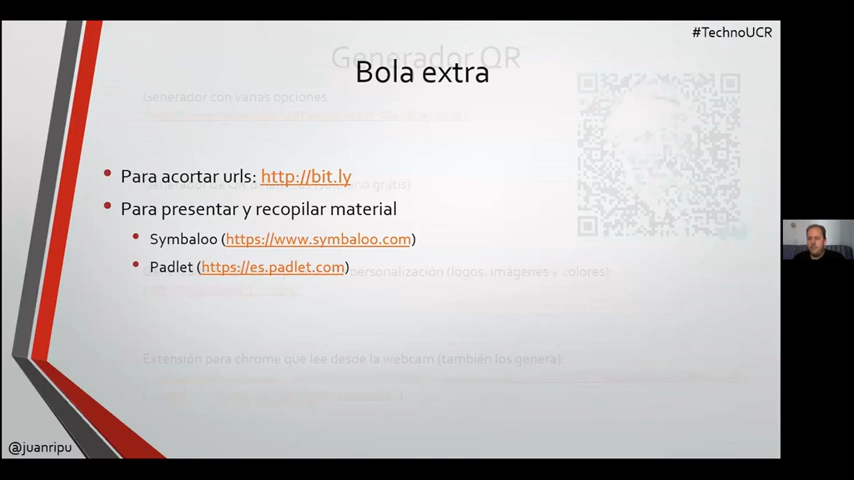 #TechnoUCR
Generador QR
Bola extra
Generador con varias opciones
Para acortar urls: http://bit.ly
Para presentar y recopilar material
Symbaloo (https://www.symbaloo.com)
Padlet (https://es.padlet.com)
personalización (logos, imágenes y colores):
Extensión para chrome que lee desde la webcam (también los genera):
@juanripu